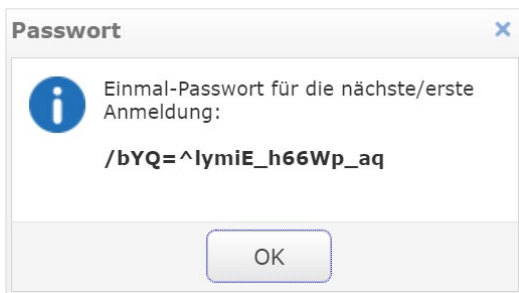 Passwort
Einmal-Passwort für die nächste/erste
Anmeldung:
/bYQ=^lymiE_h66Wp_aq
OK